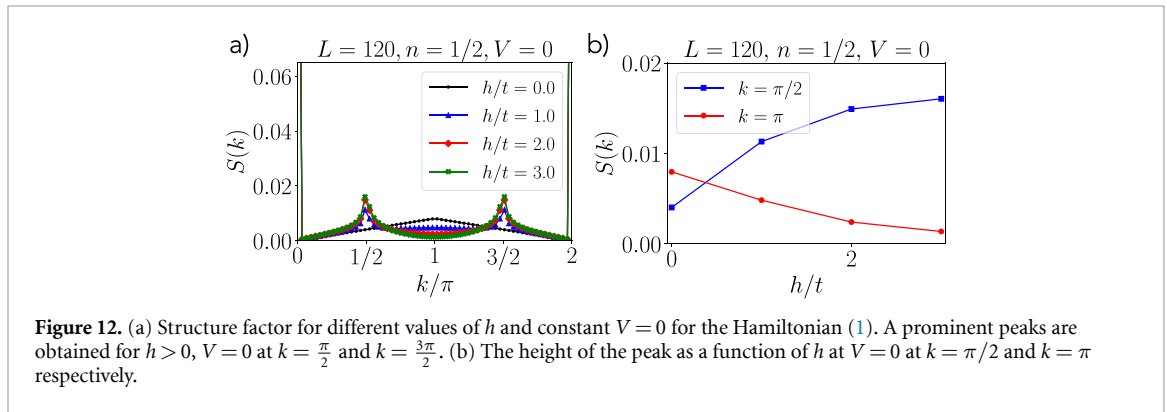 a)
L = 120, n = 1/2, V = 0
h/t = 0.0
h/t = 1.0
h/t = 2.0
h/t = 3.0
0.06
0.04
0.02
0.00
S(k)
0
1/2
1
3/2
2
k/π
b)
L = 120, n = 1/2, V = 0
k = π/2
k = π
0.02
0.01
0.00
S(k)
0
2
h/t
Figure 12. (a) Structure factor for different values of h and constant V = 0 for the Hamiltonian (1). A prominent peaks are
obtained for h > 0, V = 0 at k = π/2 and k = 3π/2. (b) The height of the peak as a function of h at V = 0 at k = π/2 and k = π
respectively.